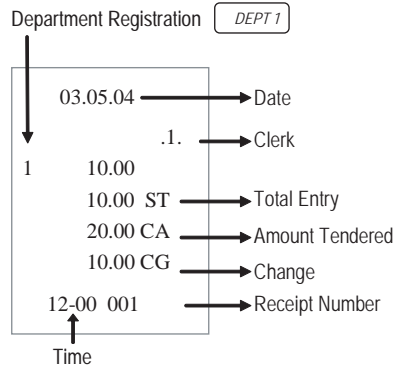 Department Registration DEPT 1
03.05.04 Date
.1. Clerk
1 10.00
10.00 ST Total Entry
20.00 CA Amount Tendered
10.00 CG Change
12-00 001 Receipt Number
Time